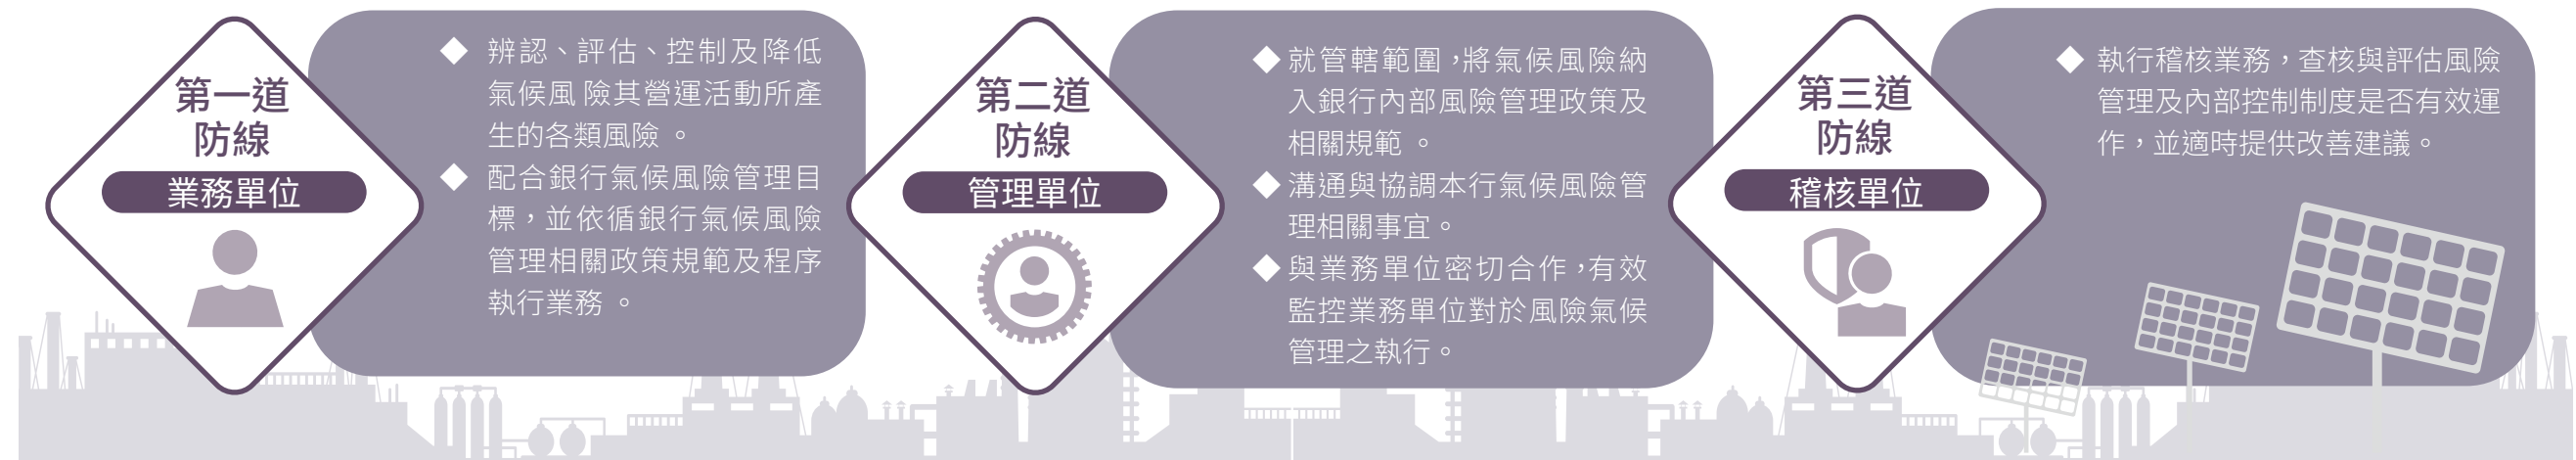 第一道
防線
業務單位
◆ 辨認、評估、控制及降低
氣候風 險其營運活動所產
生的各類風險 。
◆ 配合銀行氣候風險管理目
標，並依循銀行氣候風險
管理相關政策規範及程序
執行業務 。
第二道
防線
管理單位
◆ 就管轄範圍，將氣候風險納
入銀行內部風險管理政策及
相關規範 。
◆ 溝通與協調本行氣候風險管
理相關事宜。
◆ 與業務單位密切合作，有效
監控業務單位對於風險氣候
管理之執行。
第三道
防線
稽核單位
◆ 執行稽核業務，查核與評估風險
管理及內部控制制度是否有效運
作，並適時提供改善建議。